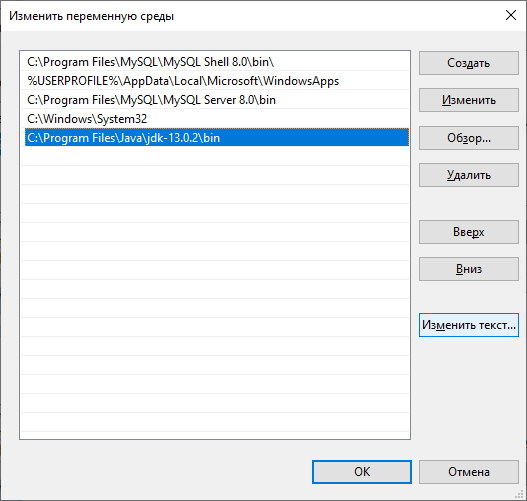 Изменить переменную среды
C:\Program Files\MySQL\MySQL Shell 8.0\bin\
%USERPROFILE%\AppData\Local\Microsoft\WindowsApps
C:\Program Files\MySQL\MySQL Server 8.0\bin
C:\Windows\System32
C:\Program Files\Java\jdk-13.0.2\bin
Создать
Изменить
Обзор...
Удалить
Вверх
Вниз
Изменить текст...
ОК
Отмена